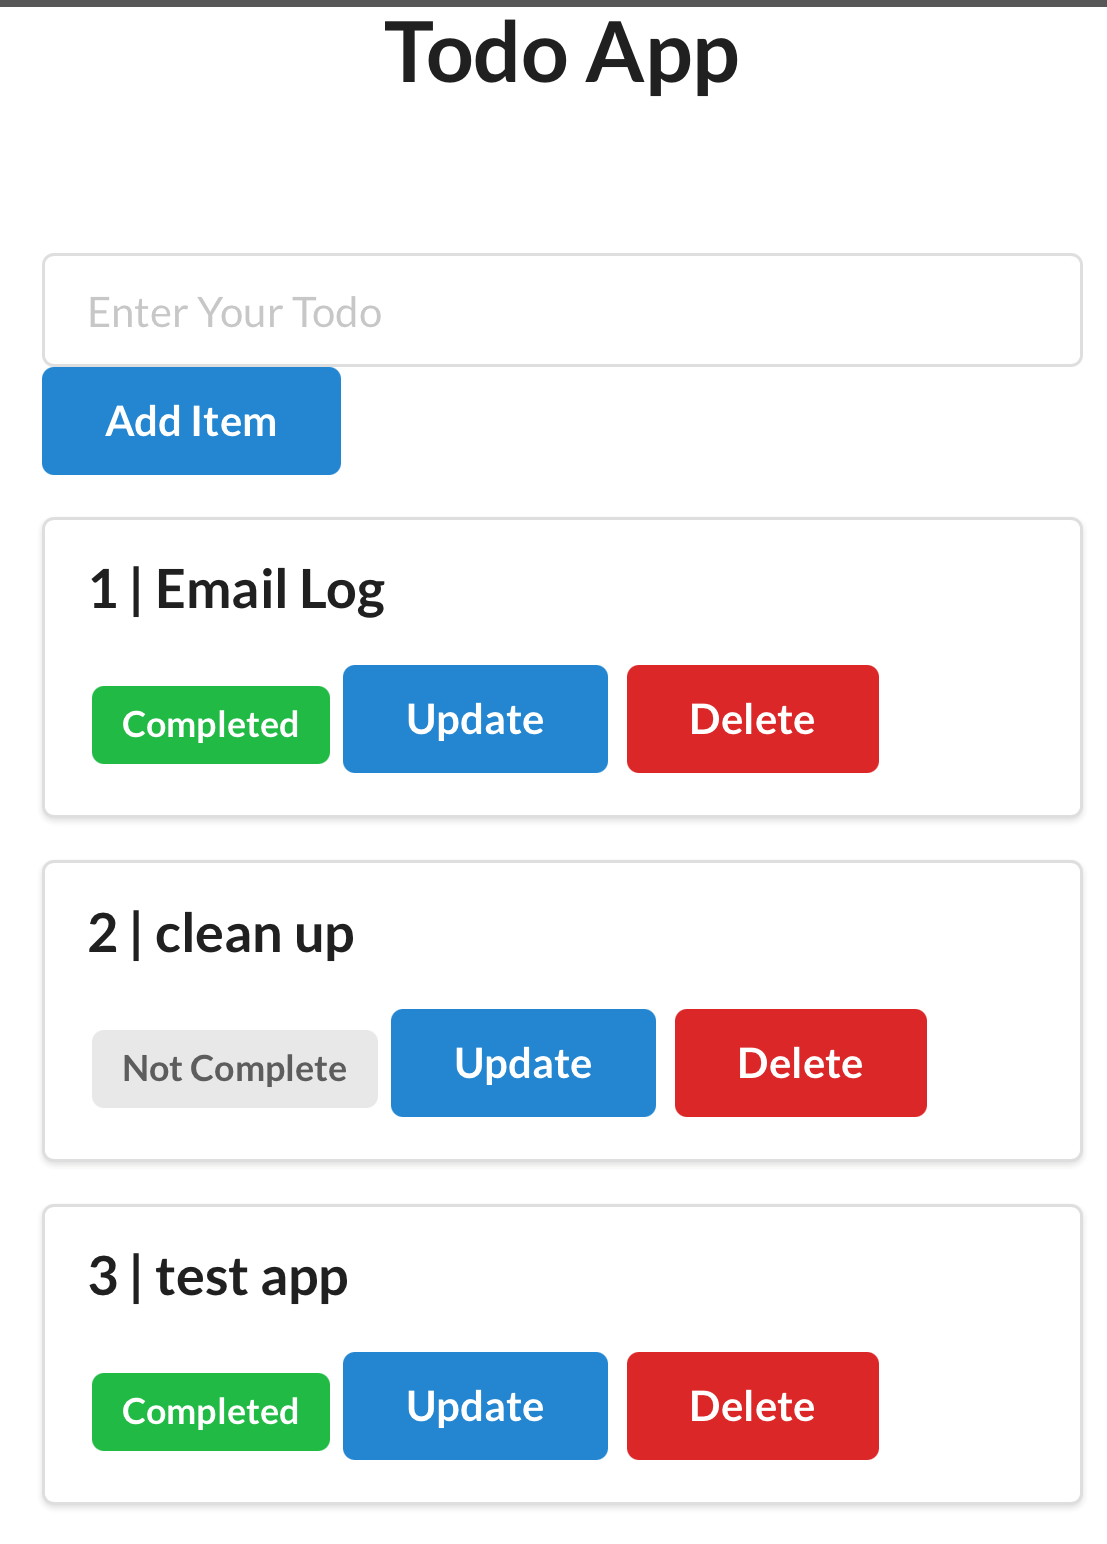 Todo App
Enter Your Todo
Add Item
1 | Email Log
Completed Update Delete
2 | clean up
Not Complete Update Delete
3 | test app
Completed Update Delete